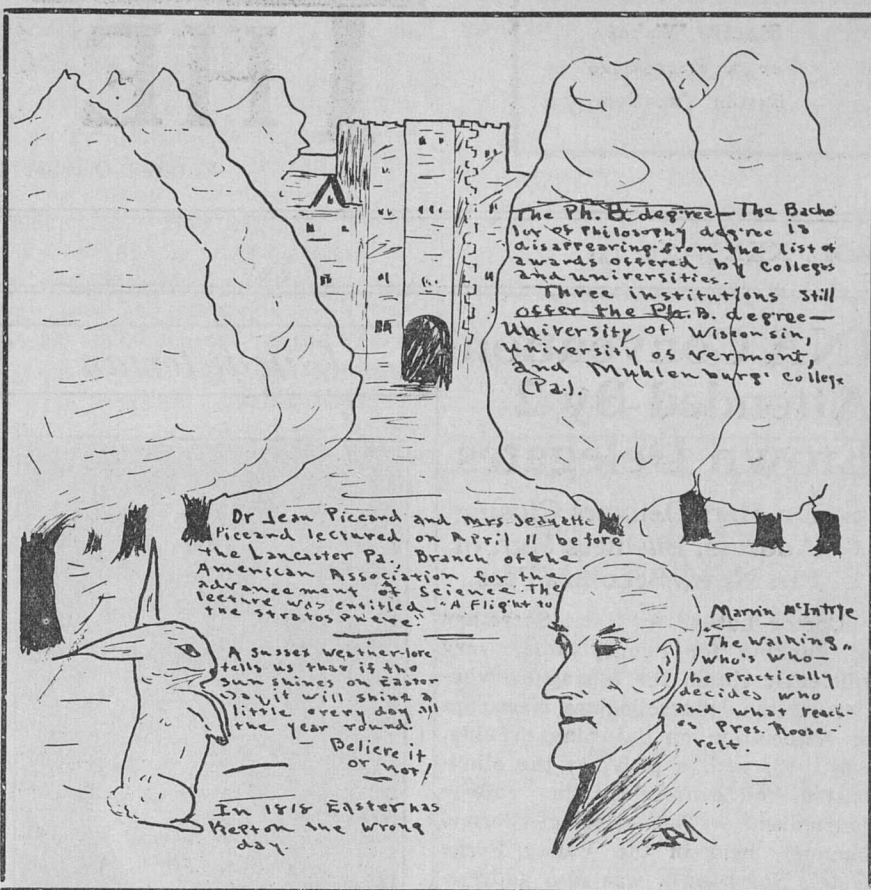 The Ph. B. degree— The Bacho
lor of Philosophy degree is
disappearing from the list of
awards offered by Colleges
and universities.
Three institutions still
offer the Ph. B. degree—
University of Wisconsin,
University of Vermont,
and Muhlenburg College
(Pa.).
Dr Jean Piccard and Mrs Jeanette
Piccard lectured on April 11 before
the Lancaster Pa. Branch of the
American Association for the
advancement of Science. The
lecture was entitled— "A Flight to
the Stratosphere"
A Sussex weather-lore
tells us that if the
sun shines on Easter
Day it will shine a
little every day all
the year round.
— Believe it
or not!
In 1818 Easter was
Kept on the wrong
day.
Marvin McIntyre
The Walking
Who's Who—
he Practically
decides who
and what reach-
es Pres. Roose-
velt.